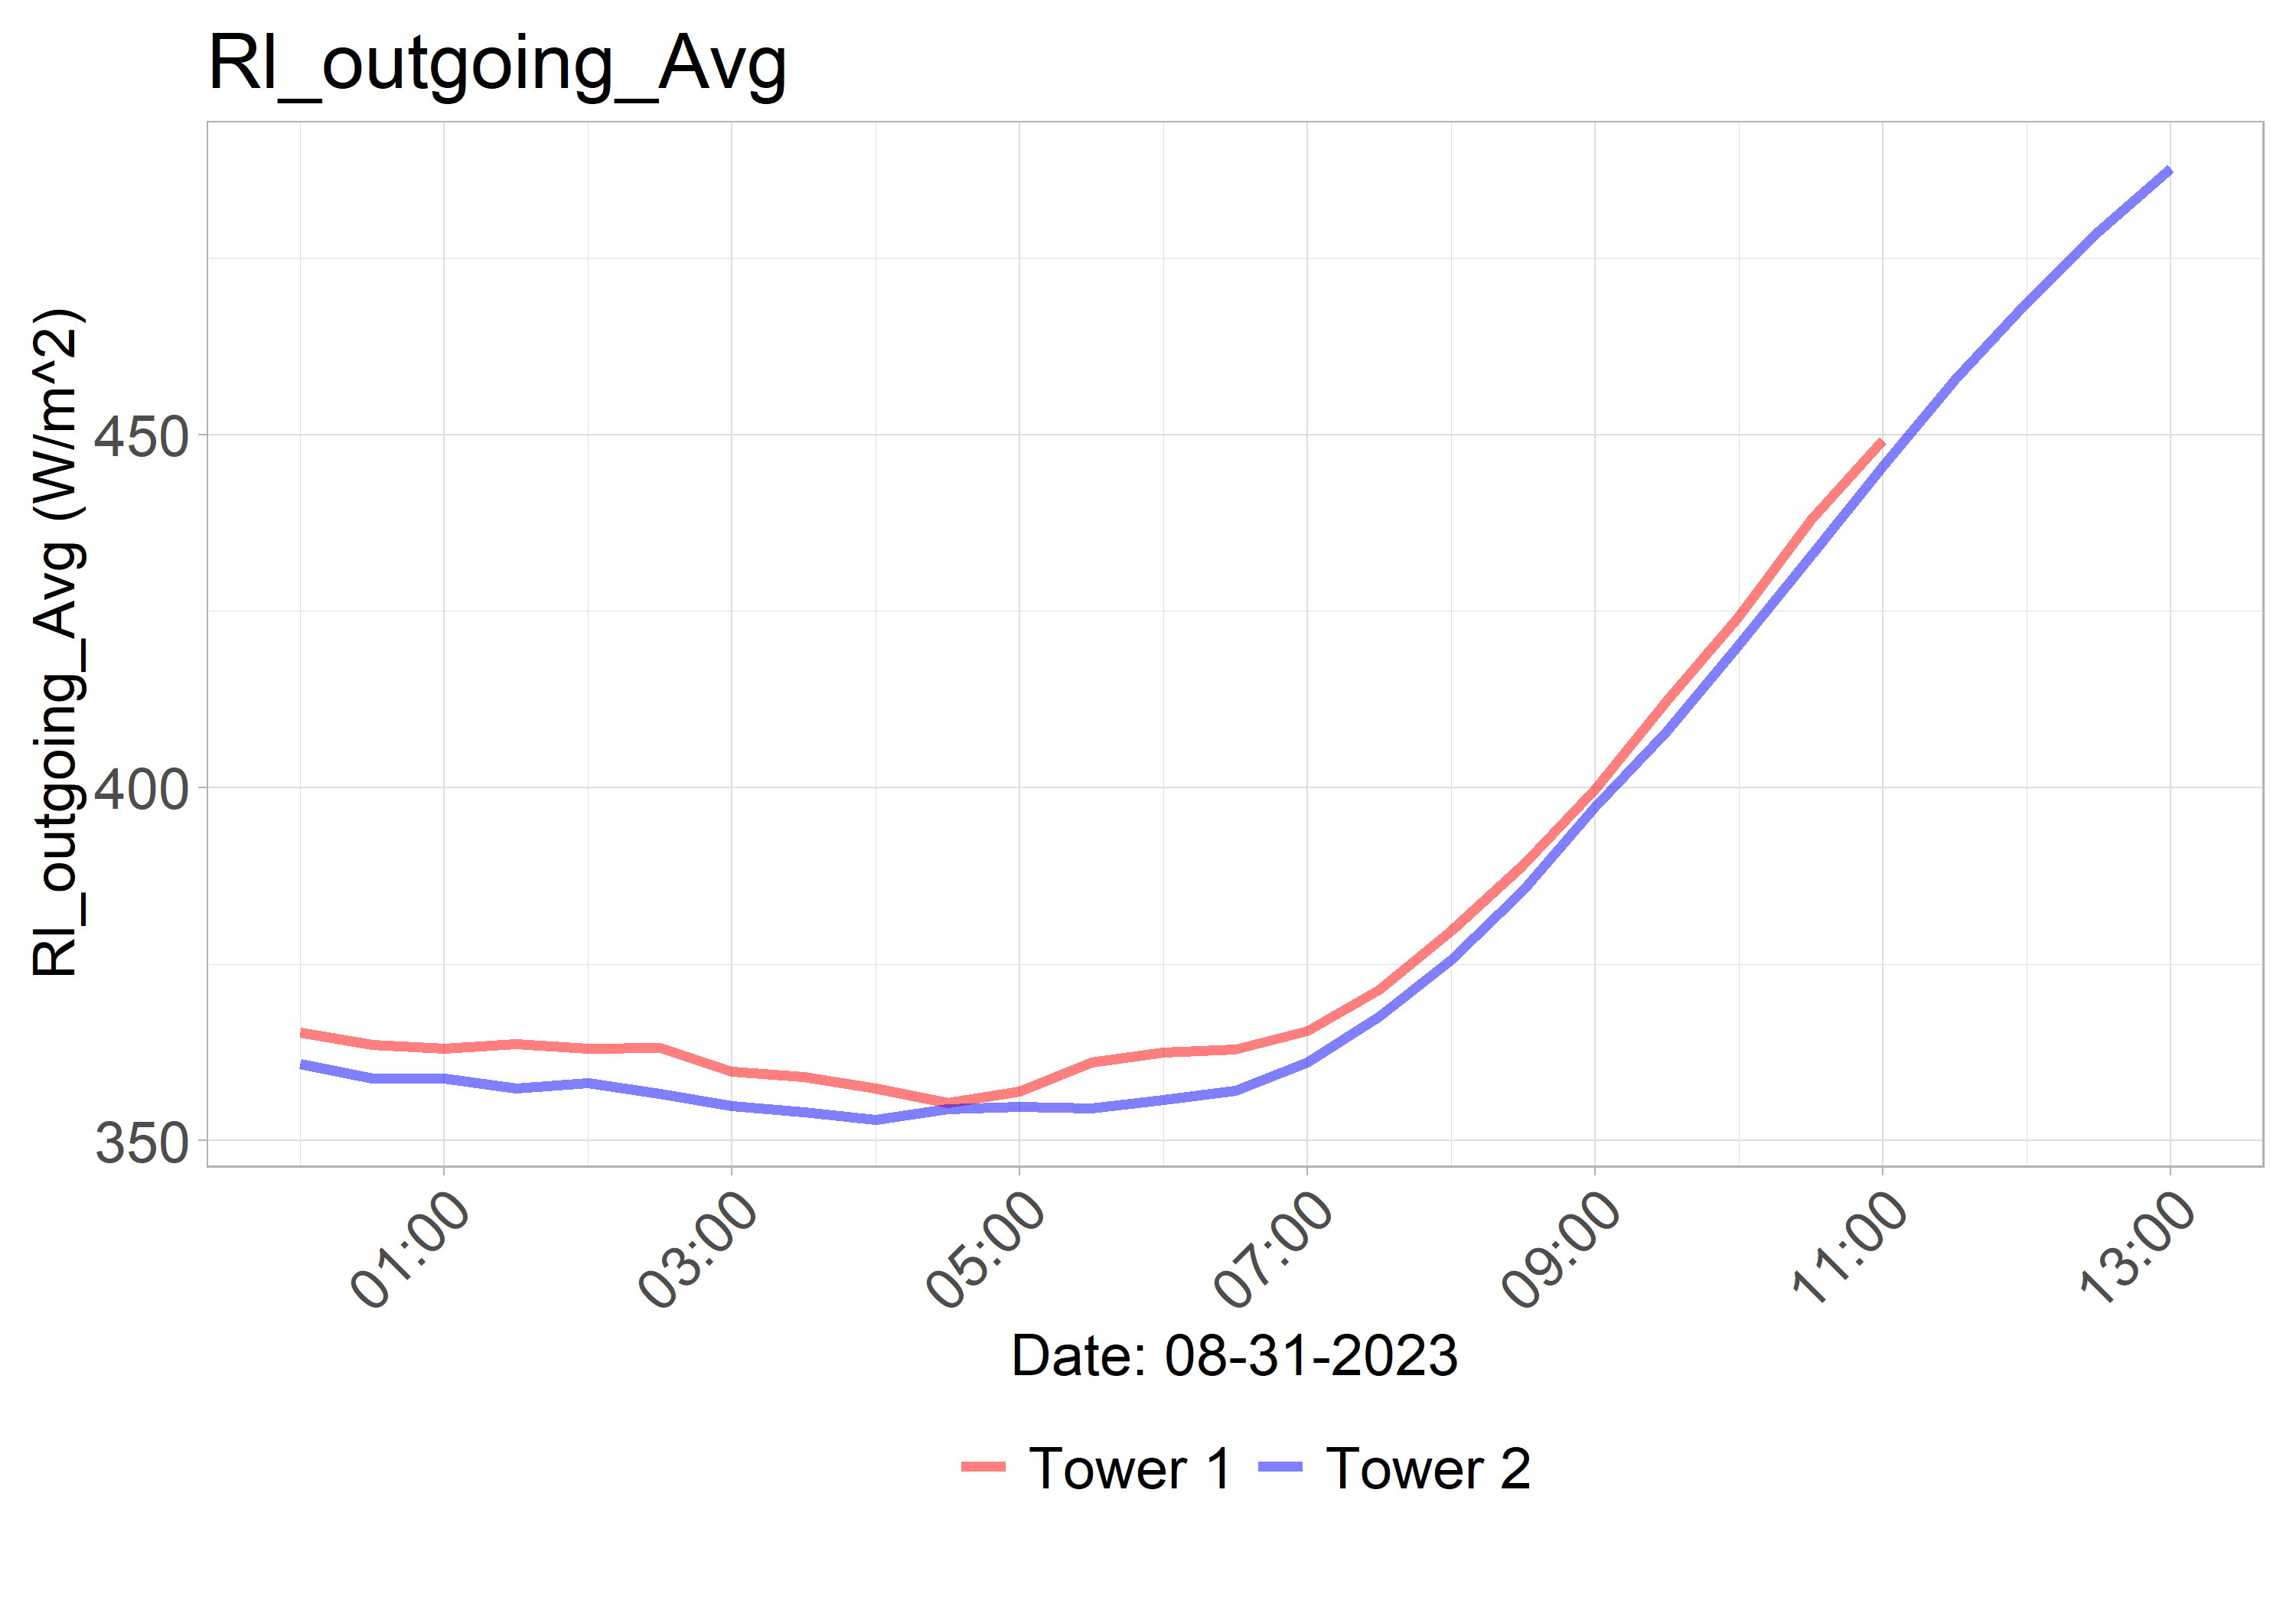 Rl_outgoing_Avg
Rl_outgoing_Avg (W/m^2)
450
400
350
01:00 03:00 05:00 07:00 09:00 11:00 13:00
Date: 08-31-2023
Tower 1 Tower 2